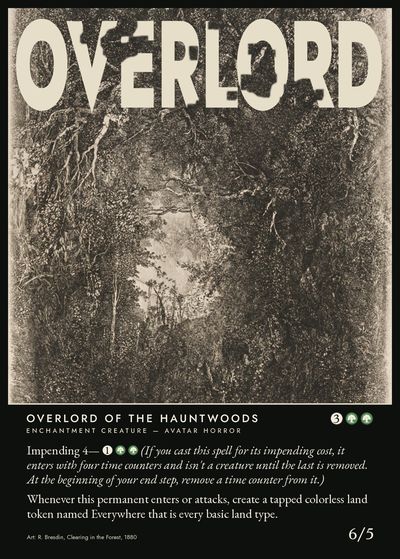 OVERLORD
OVERLORD OF THE HAUNTWOODS 3
ENCHANTMENT CREATURE — AVATAR HORROR
Impending 4— 1 (If you cast this spell for its impending cost, it
enters with four time counters and isn't a creature until the last is removed.
At the beginning of your end step, remove a time counter from it.)
Whenever this permanent enters or attacks, create a tapped colorless land
token named Everywhere that is every basic land type.
Art: R. Bresdin, Clearing in the Forest, 1880
6/5